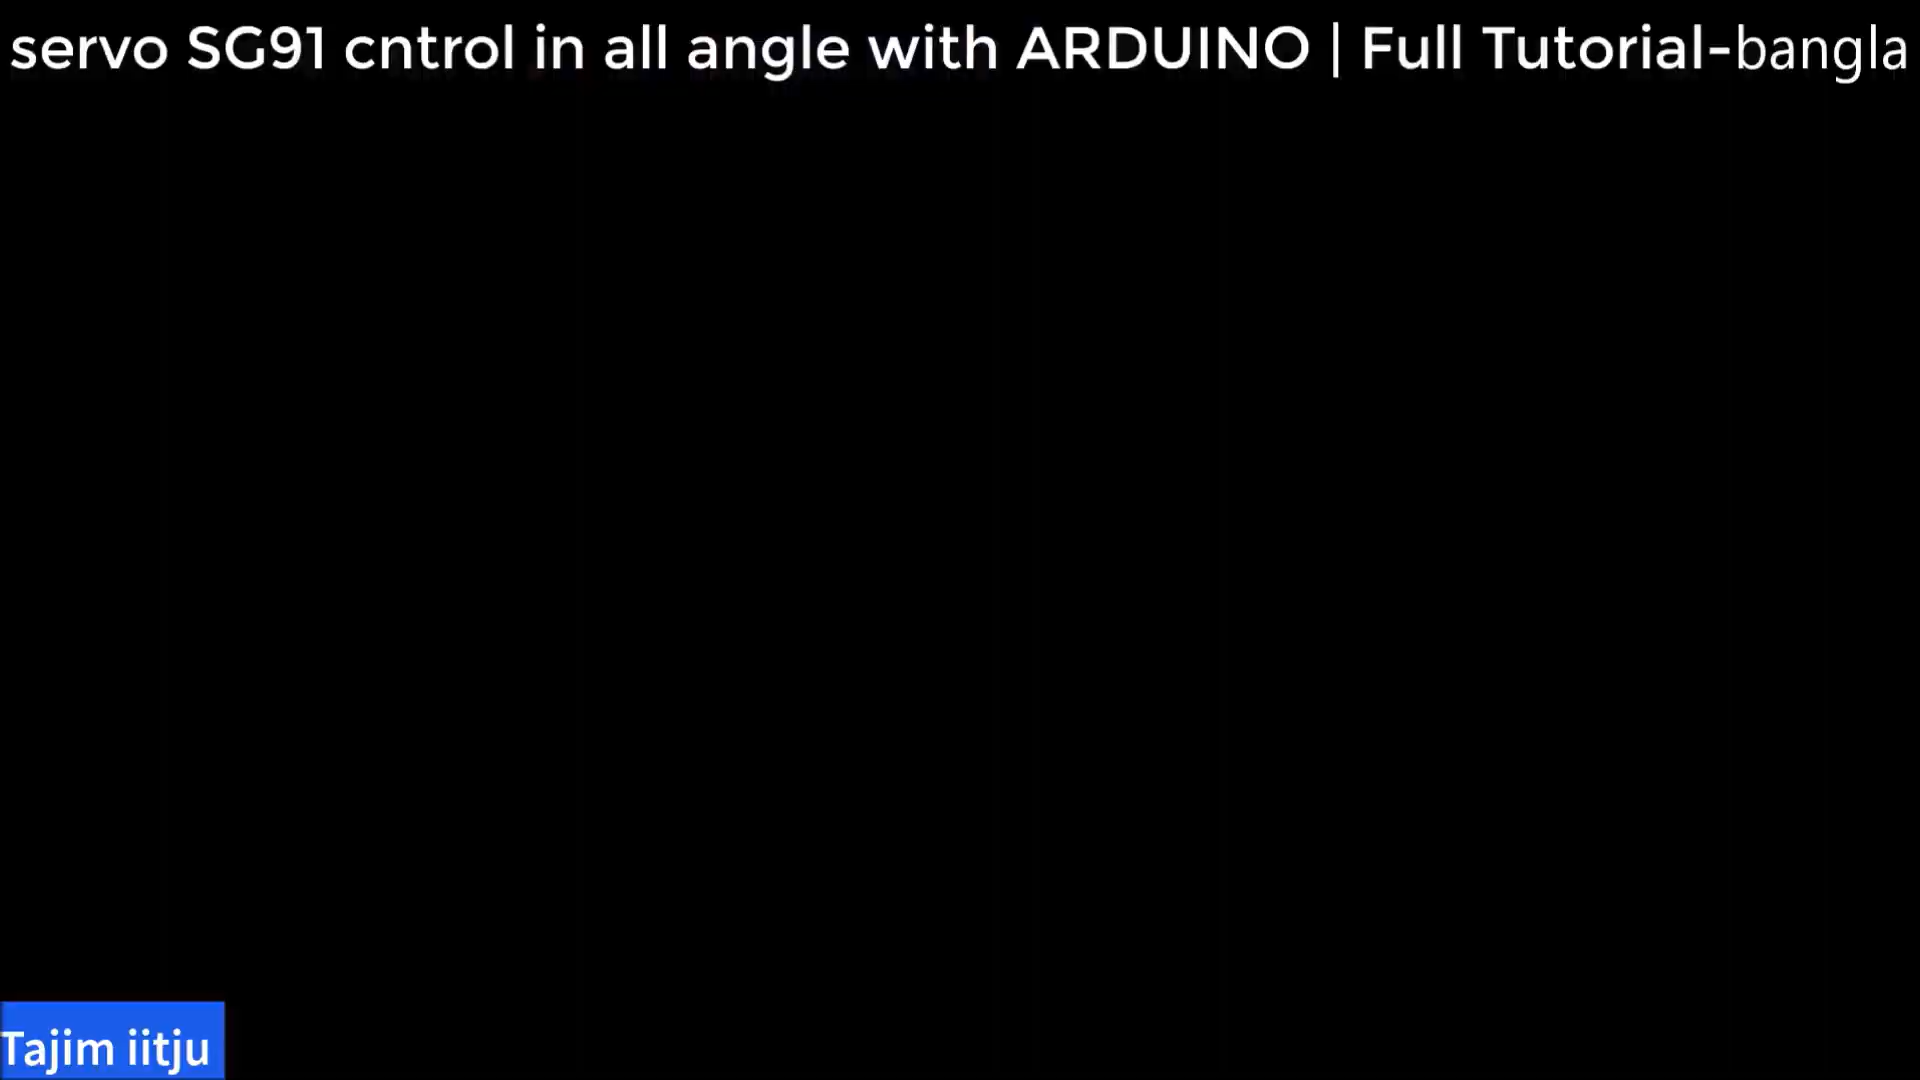 servo SG91 cntrol in all angle with ARDUINO | Full Tutorial-bangla
Tajim iitju